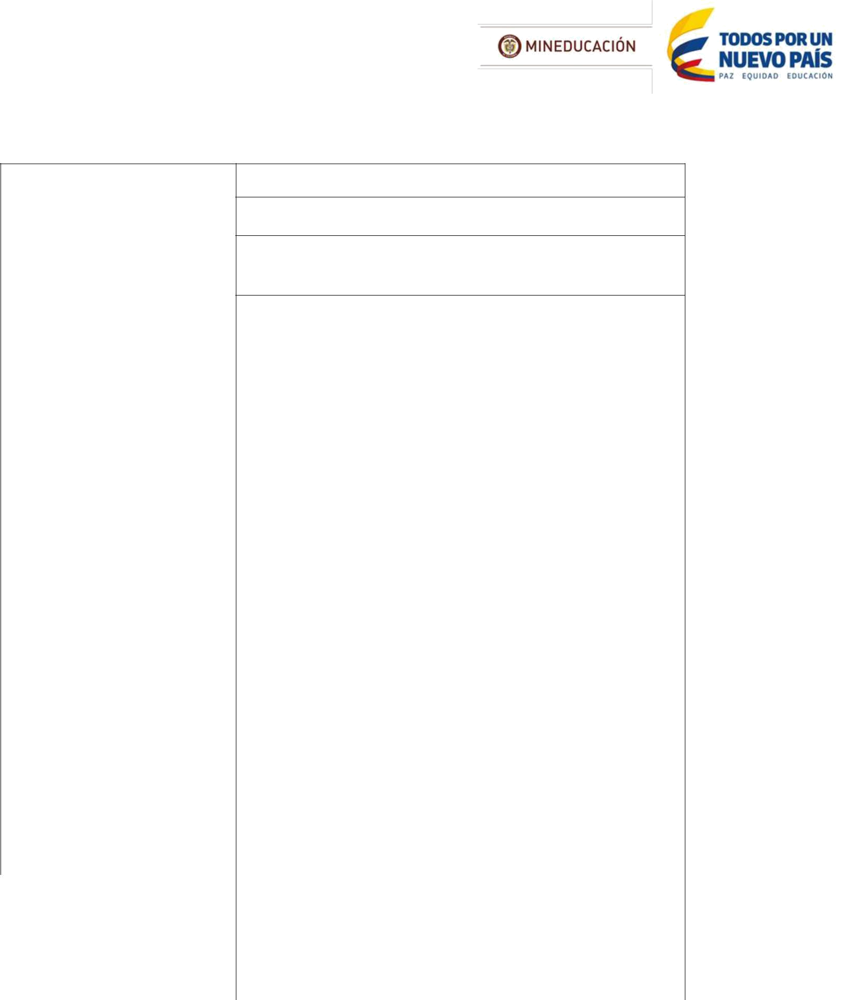 MINEDUCACIÓN
TODOS POR UN
NUEVO PAÍS
PAZ EQUIDAD EDUCACIÓN